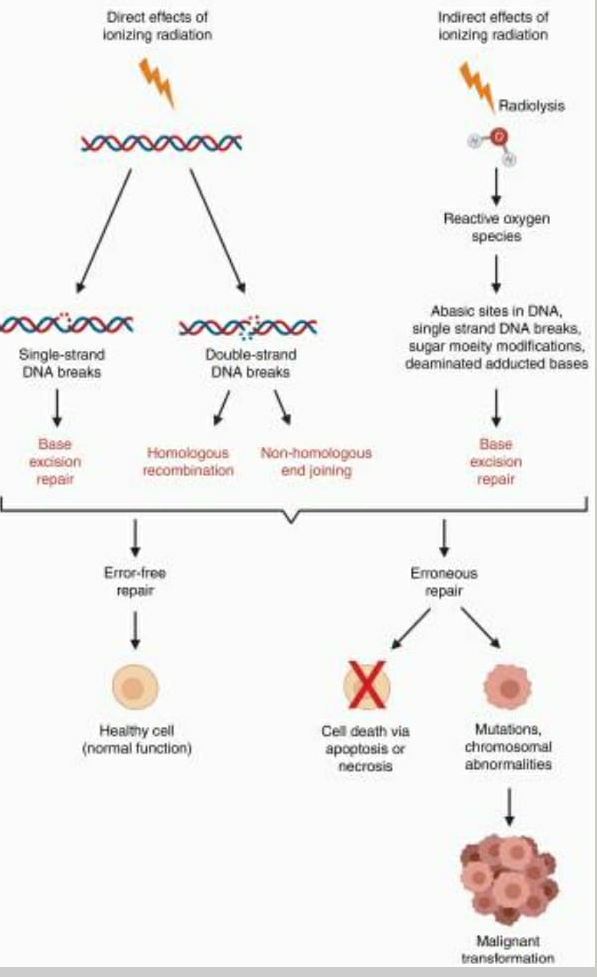 Direct effects of
ionizing radiation
Indirect effects of
ionizing radiation
Radiolysis
O
H
H
Reactive oxygen
species
Abasic sites in DNA,
single strand DNA breaks,
sugar moeity modifications,
deaminated adducted bases
Single-strand
DNA breaks
Double-strand
DNA breaks
Base
excision
repair
Homologous
recombination
Non-homologous
end joining
Base
excision
repair
Error-free
repair
Erroneous
repair
Healthy cell
(normal function)
X
Cell death via
apoptosis or
necrosis
Mutations,
chromosomal
abnormalities
Malignant
transformation